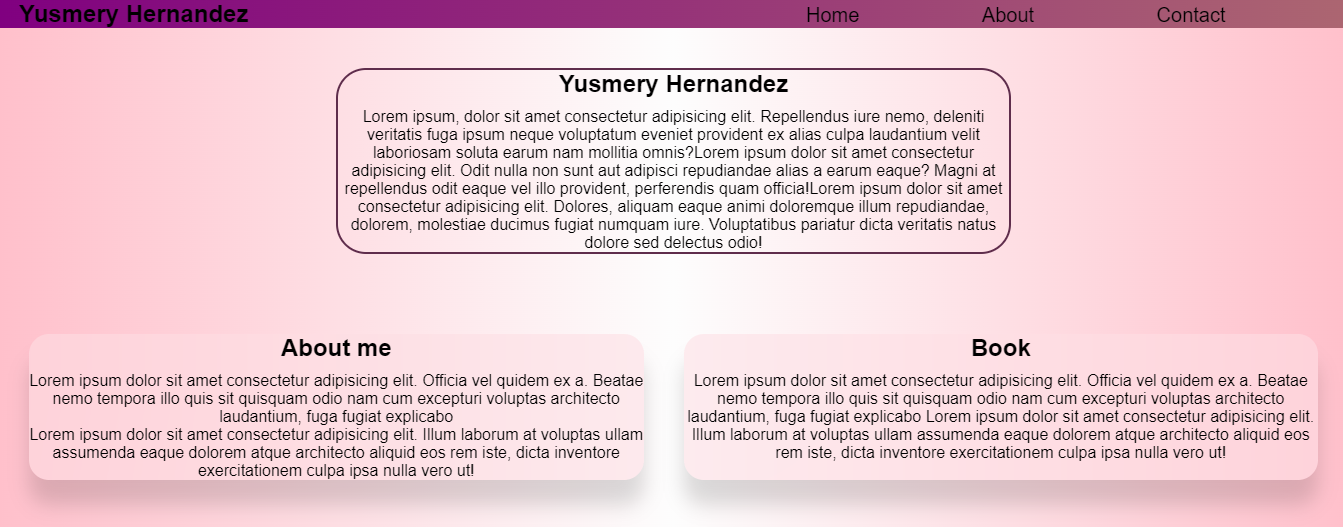 Yusmery Hernandez
Home About Contact
Yusmery Hernandez
Lorem ipsum, dolor sit amet consectetur adipisicing elit. Repellendus iure nemo, deleniti
veritatis fuga ipsum neque voluptatum eveniet provident ex alias culpa laudantium velit
laboriosam soluta earum nam mollitia omnis?Lorem ipsum dolor sit amet consectetur
adipisicing elit. Odit nulla non sunt aut adipisci repudiandae alias a earum eaque? Magni at
repellendus odit eaque vel illo provident, perferendis quam officia!Lorem ipsum dolor sit amet
consectetur adipisicing elit. Dolores, aliquam eaque animi doloremque illum repudiandae,
dolorem, molestiae ducimus fugiat numquam iure. Voluptatibus pariatur dicta veritatis natus
dolore sed delectus odio!
About me
Lorem ipsum dolor sit amet consectetur adipisicing elit. Officia vel quidem ex a. Beatae
nemo tempora illo quis sit quisquam odio nam cum excepturi voluptas architecto
laudantium, fuga fugiat explicabo
Lorem ipsum dolor sit amet consectetur adipisicing elit. Illum laborum at voluptas ullam
assumenda eaque dolorem atque architecto aliquid eos rem iste, dicta inventore
exercitationem culpa ipsa nulla vero ut!
Book
Lorem ipsum dolor sit amet consectetur adipisicing elit. Officia vel quidem ex a. Beatae
nemo tempora illo quis sit quisquam odio nam cum excepturi voluptas architecto
laudantium, fuga fugiat explicabo Lorem ipsum dolor sit amet consectetur adipisicing elit.
Illum laborum at voluptas ullam assumenda eaque dolorem atque architecto aliquid eos
rem iste, dicta inventore exercitationem culpa ipsa nulla vero ut!